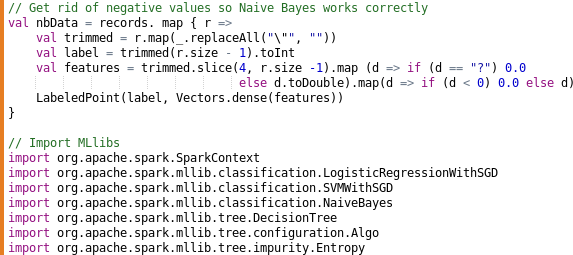 // Get rid of negative values so Naive Bayes works correctly
val nbData = records. map { r =>
    val trimmed = r.map(_.replaceAll("\"", ""))
    val label = trimmed(r.size - 1).toInt
    val features = trimmed.slice(4, r.size -1).map (d => if (d == "?") 0.0
                                 else d.toDouble).map(d => if (d < 0) 0.0 else d)
    LabeledPoint(label, Vectors.dense(features))
}

// Import MLlibs
import org.apache.spark.SparkContext
import org.apache.spark.mllib.classification.LogisticRegressionWithSGD
import org.apache.spark.mllib.classification.SVMWithSGD
import org.apache.spark.mllib.classification.NaiveBayes
import org.apache.spark.mllib.tree.DecisionTree
import org.apache.spark.mllib.tree.configuration.Algo
import org.apache.spark.mllib.tree.impurity.Entropy